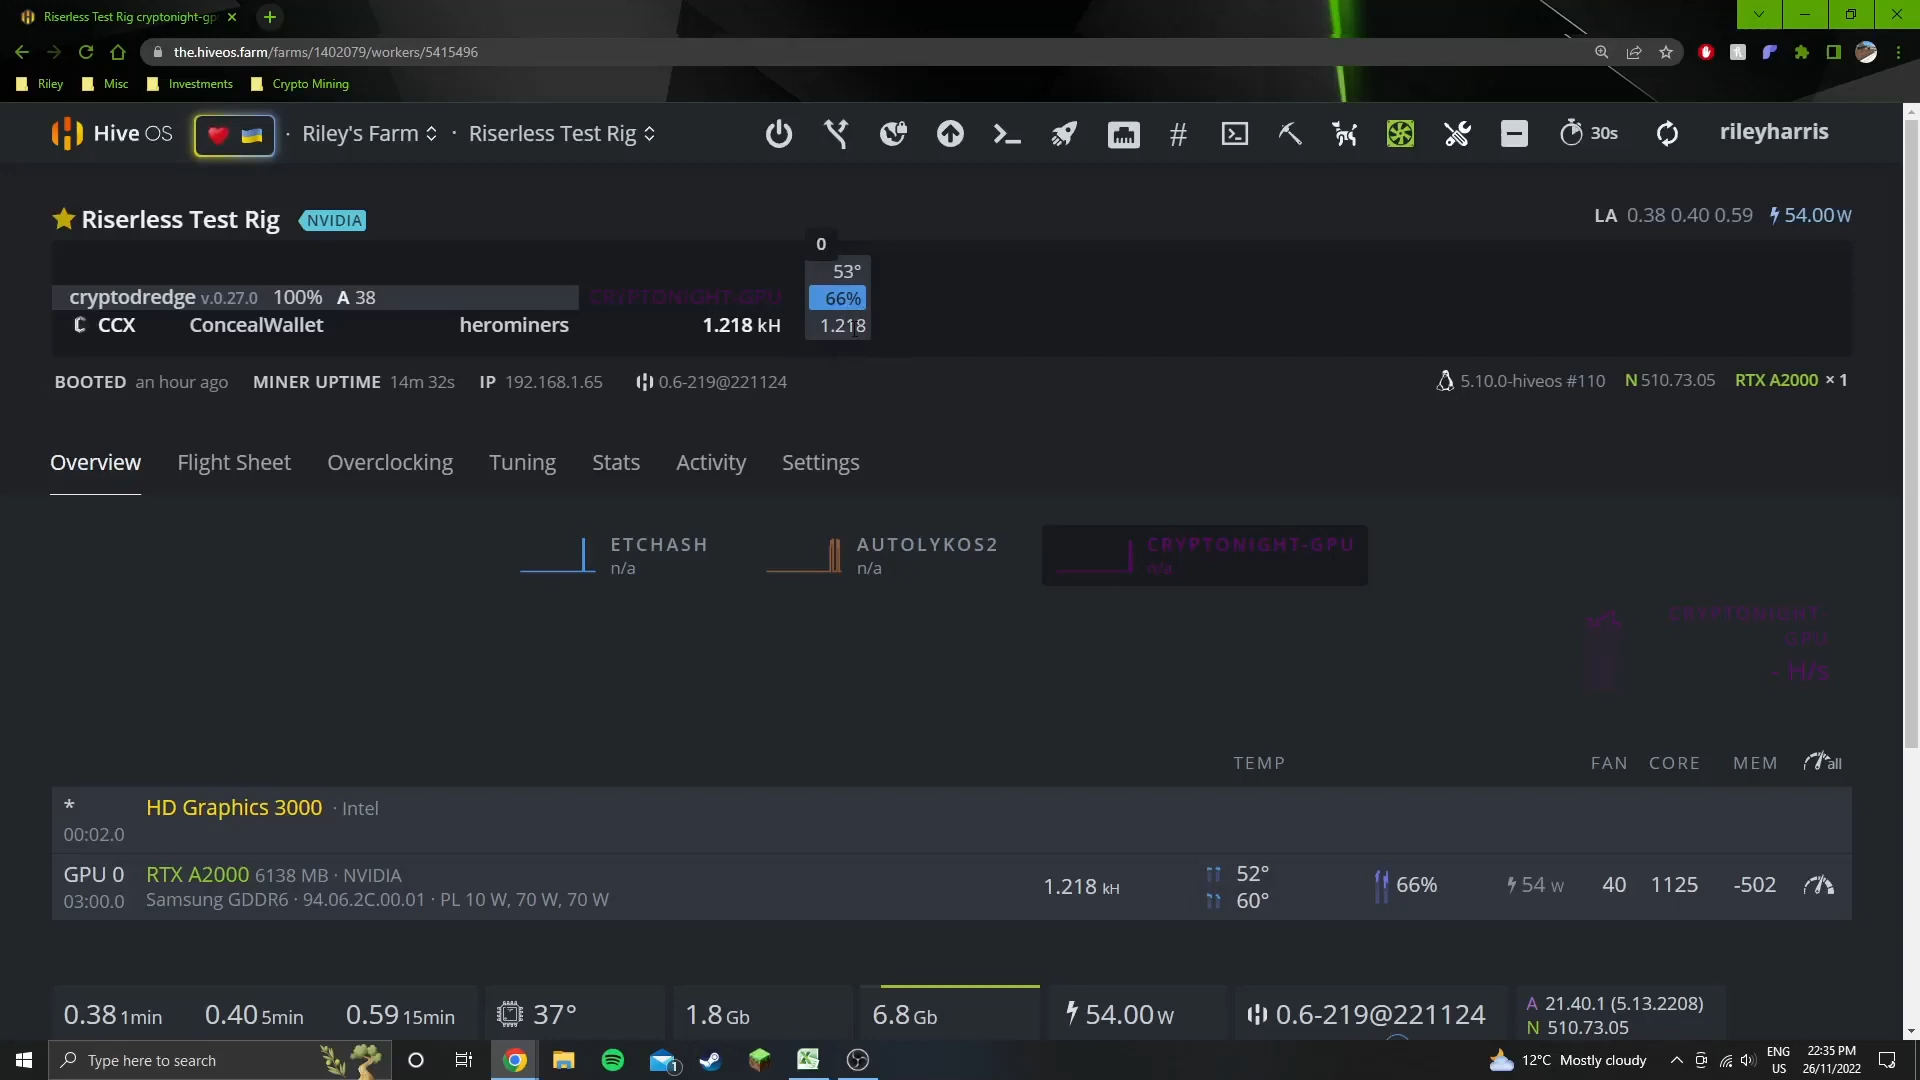 Riserless Test Rig cryptonight-gp
the.hiveos.farm/farms/1402079/workers/5415496
Riley Misc Investments Crypto Mining
Hive OS · Riley's Farm · Riserless Test Rig # 30s rileyharris
Riserless Test Rig NVIDIA LA 0.38 0.40 0.59 54.00 W
0
53°
cryptodredge v.0.27.0 100% A 38 CRYPTONIGHT-GPU 66%
CCX ConcealWallet herominers 1.218 kH 1.218
BOOTED an hour ago MINER UPTIME 14m 32s IP 192.168.1.65 0.6-219@221124 5.10.0-hiveos #110 N 510.73.05 RTX A2000 × 1
Overview Flight Sheet Overclocking Tuning Stats Activity Settings
ETCHASH AUTOLYKOS2 CRYPTONIGHT-GPU
n/a n/a n/a
CRYPTONIGHT-
GPU
- H/s
TEMP FAN CORE MEM all
* HD Graphics 3000 · Intel
00:02.0
GPU 0 RTX A2000 6138 MB · NVIDIA 1.218 kH 52° 66% 54 W 40 1125 -502
03:00.0 Samsung GDDR6 · 94.06.2C.00.01 · PL 10 W, 70 W, 70 W 60°
0.38 1min 0.40 5min 0.59 15min 37° 1.8 Gb 6.8 Gb 54.00 W 0.6-219@221124 A 21.40.1 (5.13.2208)
N 510.73.05
Type here to search 1 12°C Mostly cloudy ENG US 22:35 PM 26/11/2022